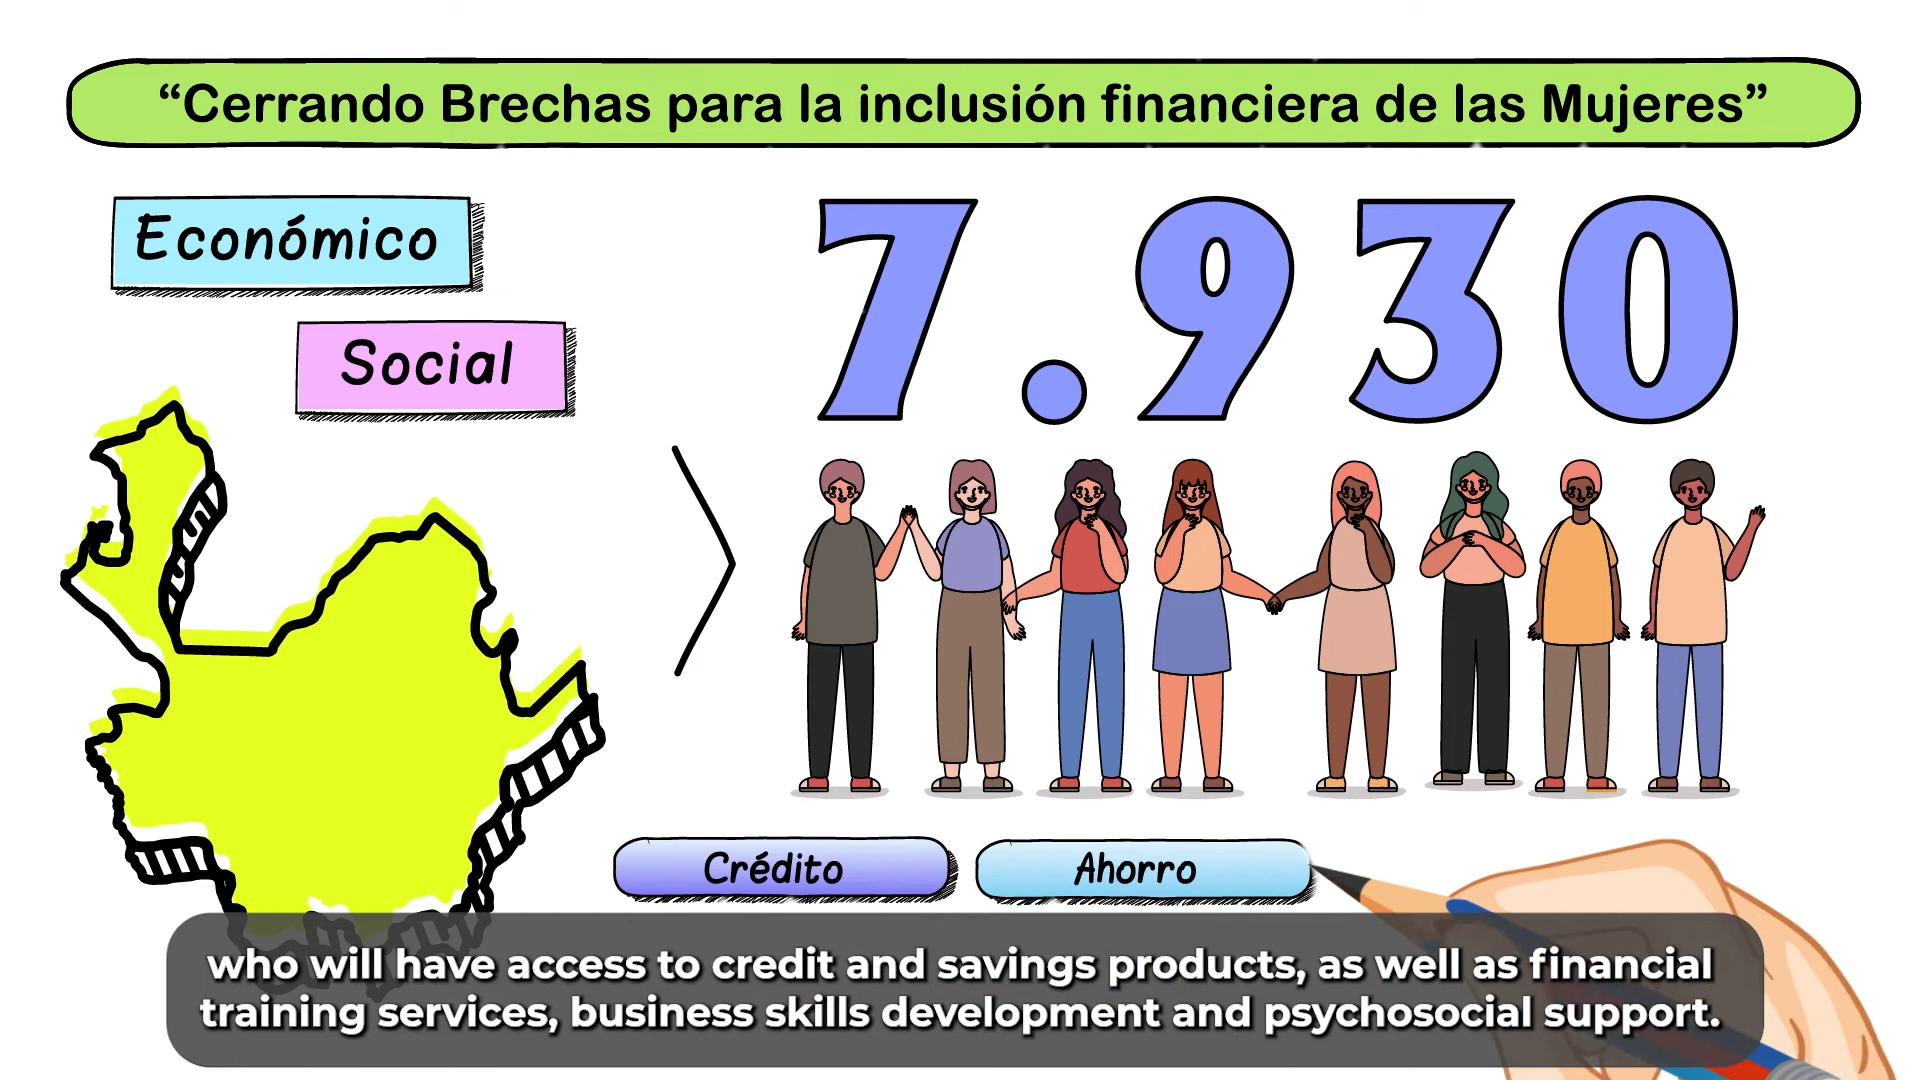 “Cerrando Brechas para la inclusión financiera de las Mujeres”
Económico
7.930
Social
Crédito
Ahorro
who will have access to credit and savings products, as well as financial
training services, business skills development and psychosocial support.